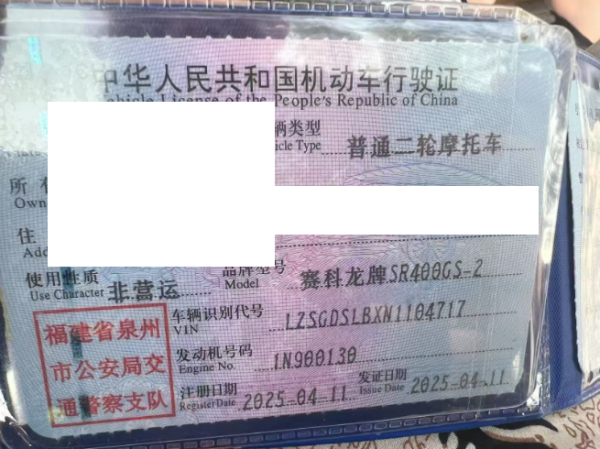 中华人民共和国机动车行驶证
Vehicle License of the People's Republic of China
辆类型 普通二轮摩托车
icle Type
所
Own
住
Add
使用性质 非营运
Use Character
品牌型号 赛科龙牌SR400GS-2
Model
福建省泉州
市公安局交
通警察支队
车辆识别代号 LZSGDSLBXN1104717
VIN
发动机号码 1N900130
Engine No.
注册日期 2025-04-11
Register Date
发证日期 2025-04-11
Issue Date